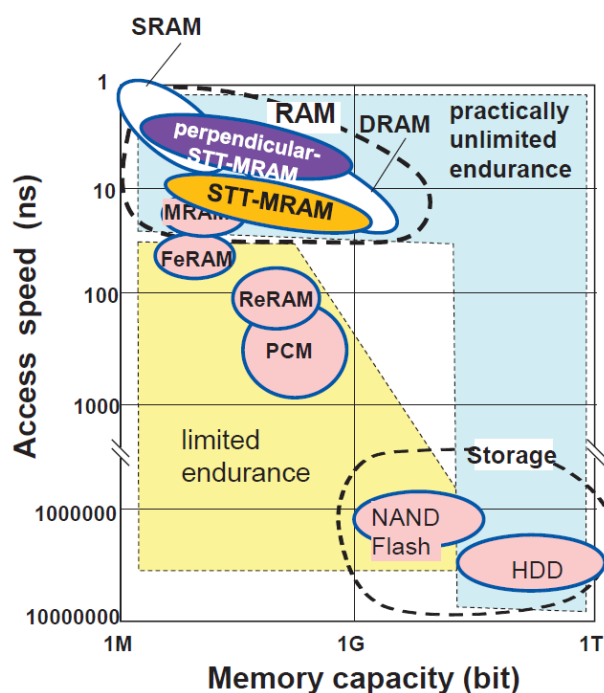 SRAM
1
RAM
practically
unlimited
endurance
DRAM
perpendicular-
STT-MRAM
10
STT-MRAM
MRAM
FeRAM
100
ReRAM
PCM
1000
limited
endurance
Storage
1000000
NAND
Flash
HDD
10000000
1M
1G
1T
Access speed (ns)
Memory capacity (bit)